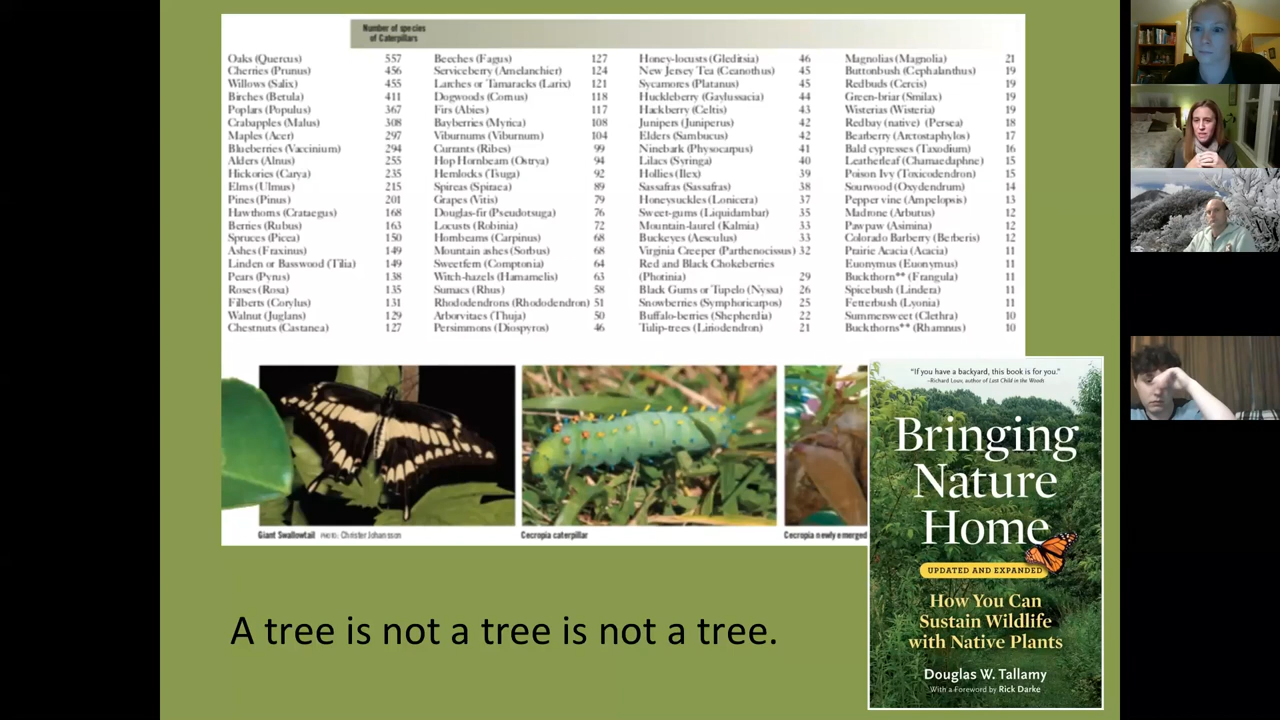 Number of species
of Caterpillars
Oaks (Quercus) 557
Cherries (Prunus) 456
Willows (Salix) 455
Birches (Betula) 411
Poplars (Populus) 367
Crabapples (Malus) 308
Maples (Acer) 297
Blueberries (Vaccinium) 294
Alders (Alnus) 255
Hickories (Carya) 235
Elms (Ulmus) 215
Pines (Pinus) 201
Hawthorns (Crataegus) 168
Berries (Rubus) 163
Spruces (Picea) 150
Ashes (Fraxinus) 149
Linden or Basswood (Tilia) 149
Pears (Pyrus) 138
Roses (Rosa) 135
Filberts (Corylus) 131
Walnut (Juglans) 129
Chestnuts (Castanea) 127
Beeches (Fagus) 127
Serviceberry (Amelanchier) 124
Larches or Tamaracks (Larix) 121
Dogwoods (Cornus) 118
Firs (Abies) 117
Bayberries (Myrica) 108
Viburnums (Viburnum) 104
Currants (Ribes) 99
Hop Hornbeam (Ostrya) 94
Hemlocks (Tsuga) 92
Spireas (Spiraea) 89
Grapes (Vitis) 79
Douglas-fir (Pseudotsuga) 76
Locusts (Robinia) 72
Hornbeams (Carpinus) 68
Mountain ashes (Sorbus) 68
Sweetfern (Comptonia) 64
Witch-hazels (Hamamelis) 63
Sumacs (Rhus) 58
Rhododendrons (Rhododendron) 51
Arborvitaes (Thuja) 50
Persimmons (Diospyros) 46
Honey-locusts (Gleditsia) 46
New Jersey Tea (Ceanothus) 45
Sycamores (Platanus) 45
Huckleberry (Gaylussacia) 44
Hackberry (Celtis) 43
Junipers (Juniperus) 42
Elders (Sambucus) 42
Ninebark (Physocarpus) 41
Lilacs (Syringa) 40
Hollies (Ilex) 39
Sassafras (Sassafras) 38
Honeysuckles (Lonicera) 37
Sweet-gums (Liquidambar) 35
Mountain-laurel (Kalmia) 33
Buckeyes (Aesculus) 33
Virginia Creeper (Parthenocissus) 32
Red and Black Chokeberries
(Photinia) 29
Black Gums or Tupelo (Nyssa) 26
Snowberries (Symphoricarpos) 25
Buffalo-berries (Shepherdia) 22
Tulip-trees (Liriodendron) 21
Magnolias (Magnolia) 21
Buttonbush (Cephalanthus) 19
Redbuds (Cercis) 19
Green-briar (Smilax) 19
Wisterias (Wisteria) 19
Redbay (native) (Persea) 18
Bearberry (Arctostaphylos) 17
Bald cypresses (Taxodium) 16
Leatherleaf (Chamaedaphne) 15
Poison Ivy (Toxicodendron) 15
Sourwood (Oxydendrum) 14
Pepper vine (Ampelopsis) 13
Madrone (Arbutus) 12
Pawpaw (Asimina) 12
Colorado Barberry (Berberis) 12
Prairie Acacia (Acacia) 11
Euonymus (Euonymus) 11
Buckthorn** (Frangula) 11
Spicebush (Lindera) 11
Fetterbush (Lyonia) 11
Summersweet (Clethra) 10
Buckthorns** (Rhamnus) 10
Giant Swallowtail PHOTO: Christer Johansson
Cecropia caterpillar
Cecropia newly emerged
A tree is not a tree is not a tree.
"If you have a backyard, this book is for you."
–Richard Louv, author of Last Child in the Woods
Bringing
Nature
Home
UPDATED AND EXPANDED
How You Can
Sustain Wildlife
with Native Plants
Douglas W. Tallamy
With a Foreword by Rick Darke